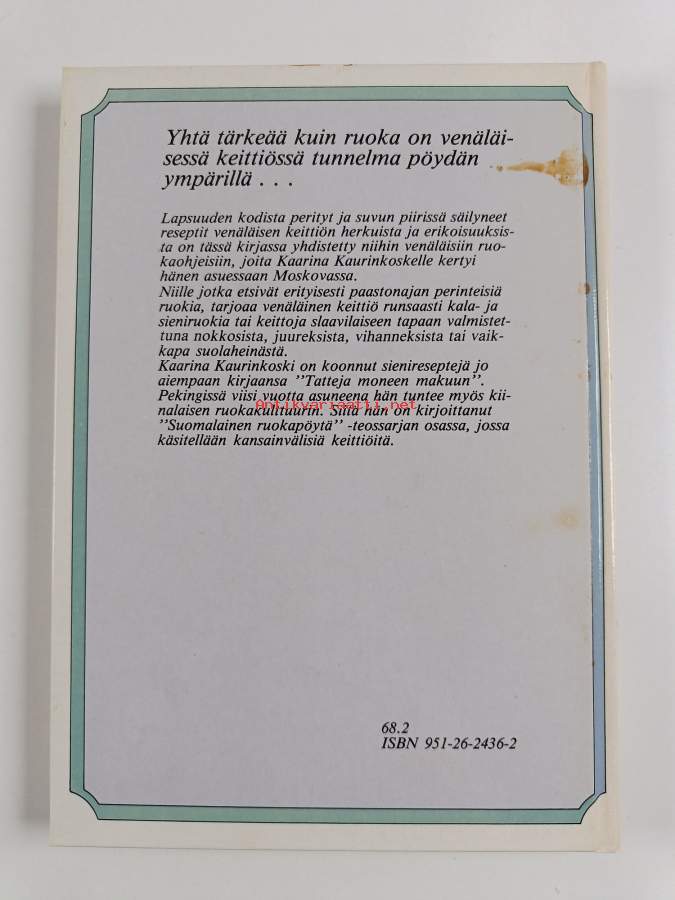 Yhtä tärkeää kuin ruoka on venäläi-
sessä keittiössä tunnelma pöydän
ympärillä . . .
Lapsuuden kodista perityt ja suvun piirissä säilyneet
reseptit venäläisen keittiön herkuista ja erikoisuuksis-
ta on tässä kirjassa yhdistetty niihin venäläisiin ruo-
kaohjeisiin, joita Kaarina Kaurinkoskelle kertyi
hänen asuessaan Moskovassa.
Niille jotka etsivät erityisesti paastonajan perinteisiä
ruokia, tarjoaa venäläinen keittiö runsaasti kala- ja
sieniruokia tai keittoja slaavilaiseen tapaan valmistet-
tuna nokkosista, juureksista, vihanneksista tai vaik-
kapa suolaheinästä.
Kaarina Kaurinkoski on koonnut sienireseptejä jo
aiempaan kirjaansa "Tatteja moneen makuun".
Pekingissä viisi vuotta asuneena hän tuntee myös kii-
nalaisen ruokakulttuurin. Siitä hän on kirjoittanut
Antikvariaatti.net
"Suomalainen ruokapöytä" -teossarjan osassa, jossa
käsitellään kansainvälisiä keittiöitä.
68.2
ISBN 951-26-2436-2